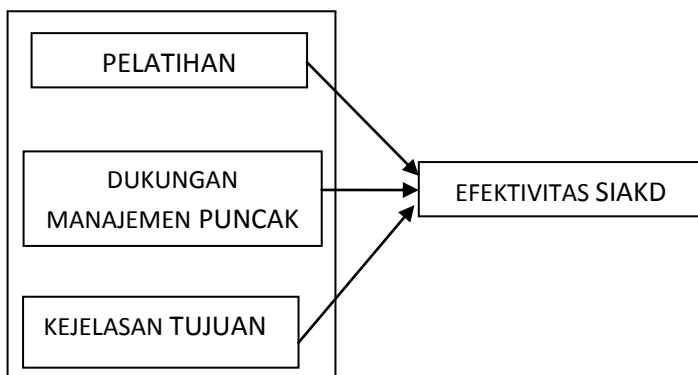 PELATIHAN
DUKUNGAN
MANAJEMEN PUNCAK
EFEKTIVITAS SIAKD
KEJELASAN TUJUAN